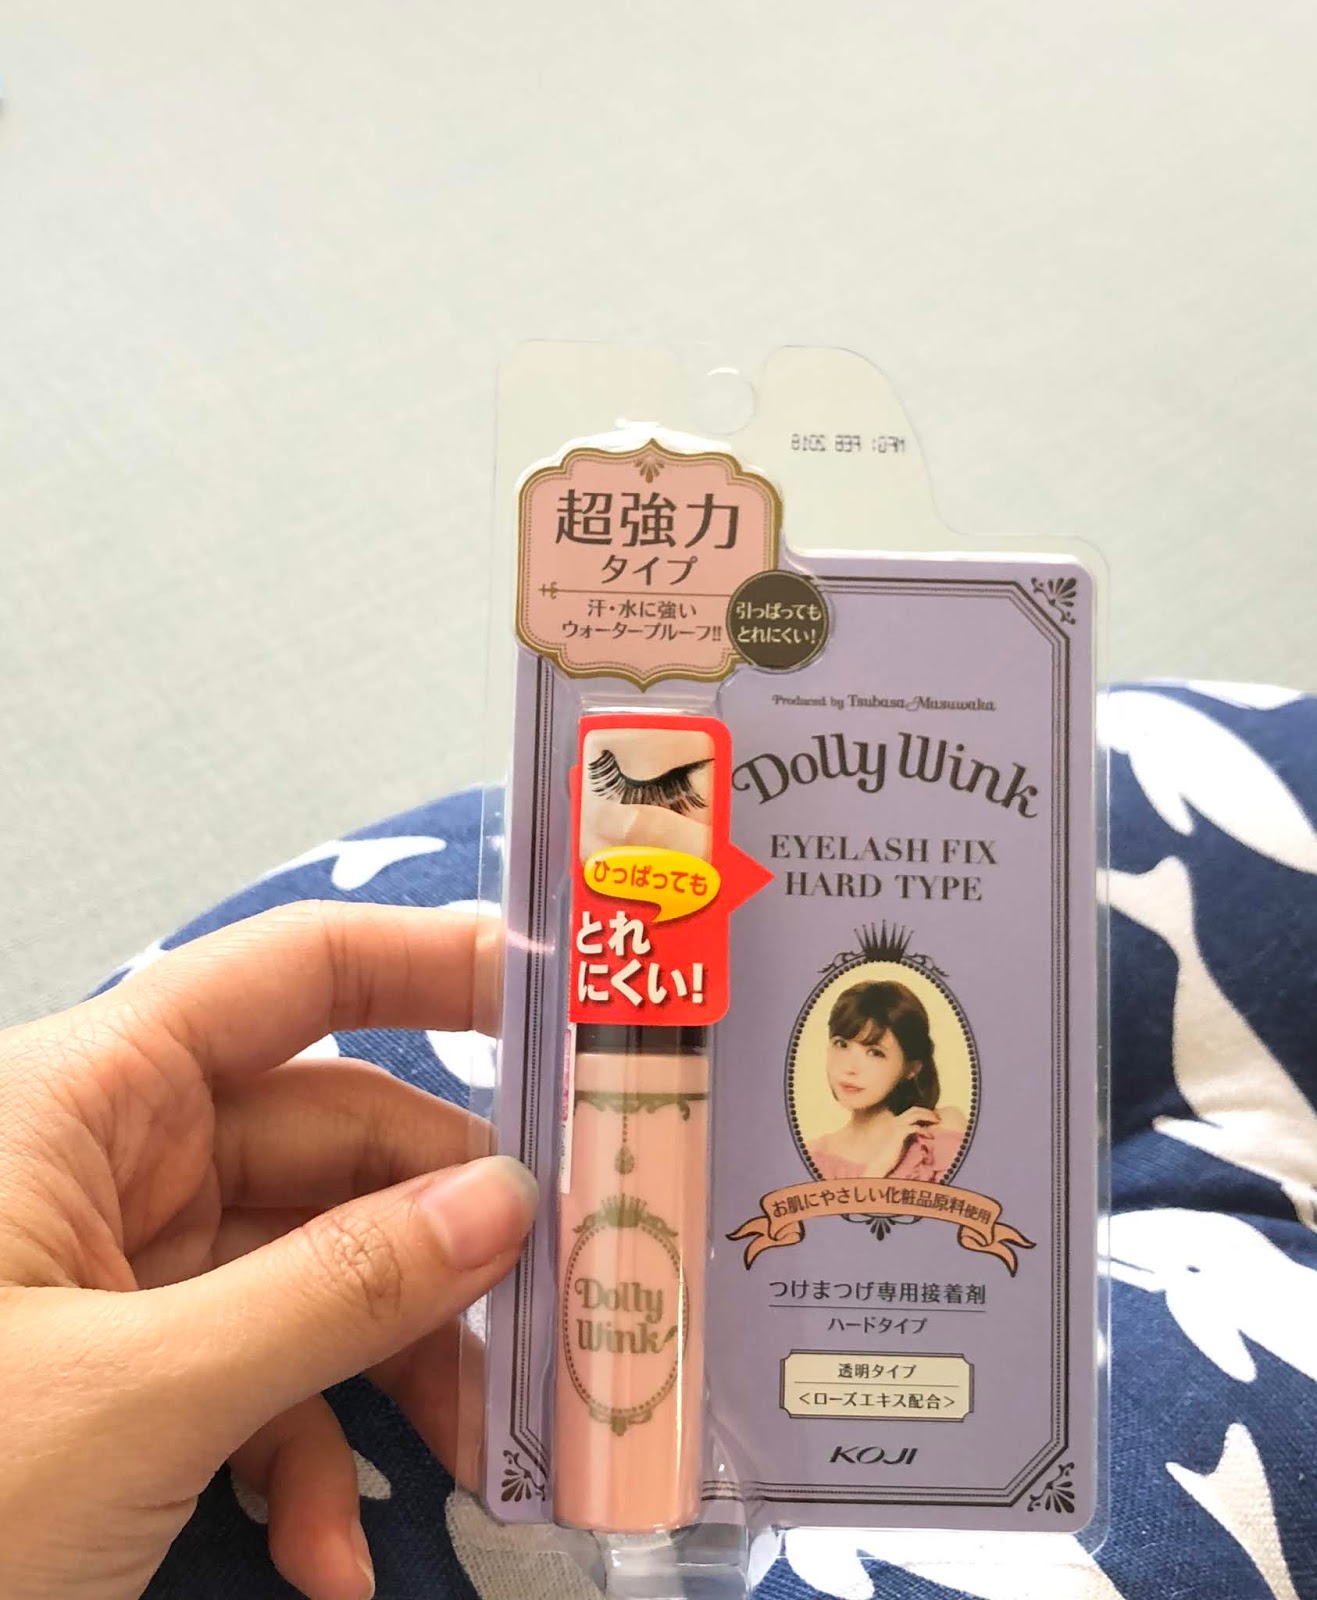 MFG: FEB 2018
超強力
タイプ
汗・水に強い
ウォータープルーフ!!
引っぱっても
とれにくい!
Produced by Tsubasa Masuwaka
Dolly Wink
EYELASH FIX
HARD TYPE
ひっぱっても
とれ
にくい!
お肌にやさしい化粧品原料使用
つけまつげ専用接着剤
ハードタイプ
透明タイプ
<ローズエキス配合>
KOJI
Dolly
Wink